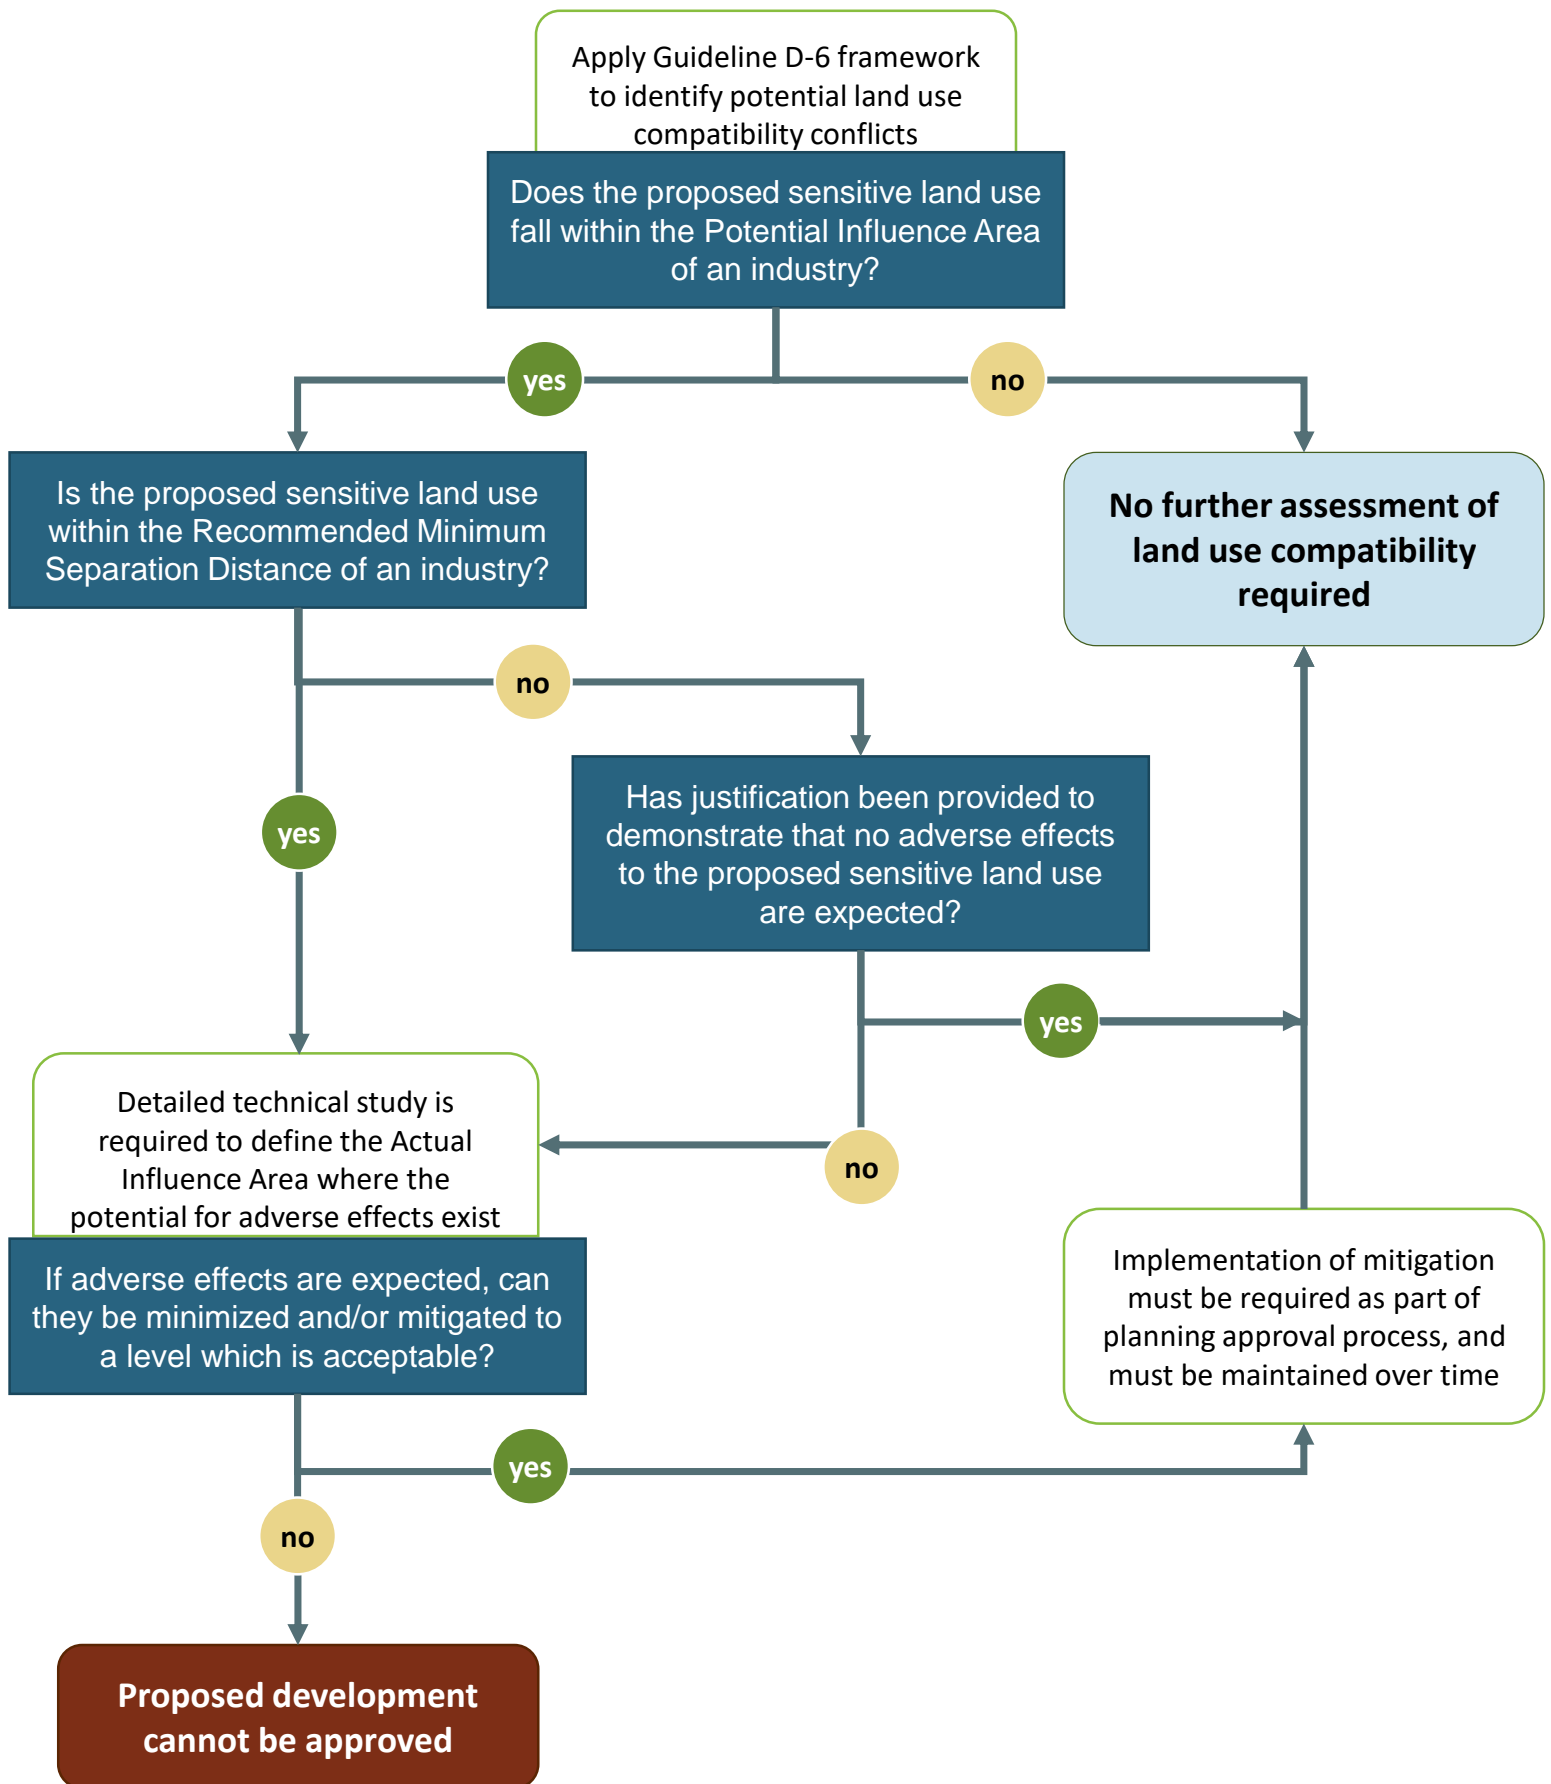 Apply Guideline D-6 framework
to identify potential land use
compatibility conflicts
Does the proposed sensitive land use
fall within the Potential Influence Area
of an industry?
yes
no
Is the proposed sensitive land use
within the Recommended Minimum
Separation Distance of an industry?
No further assessment of
land use compatibility
required
no
yes
Has justification been provided to
demonstrate that no adverse effects
to the proposed sensitive land use
are expected?
yes
no
Detailed technical study is
required to define the Actual
Influence Area where the
potential for adverse effects exist
If adverse effects are expected, can
they be minimized and/or mitigated to
a level which is acceptable?
Implementation of mitigation
must be required as part of
planning approval process, and
must be maintained over time
yes
no
Proposed development
cannot be approved